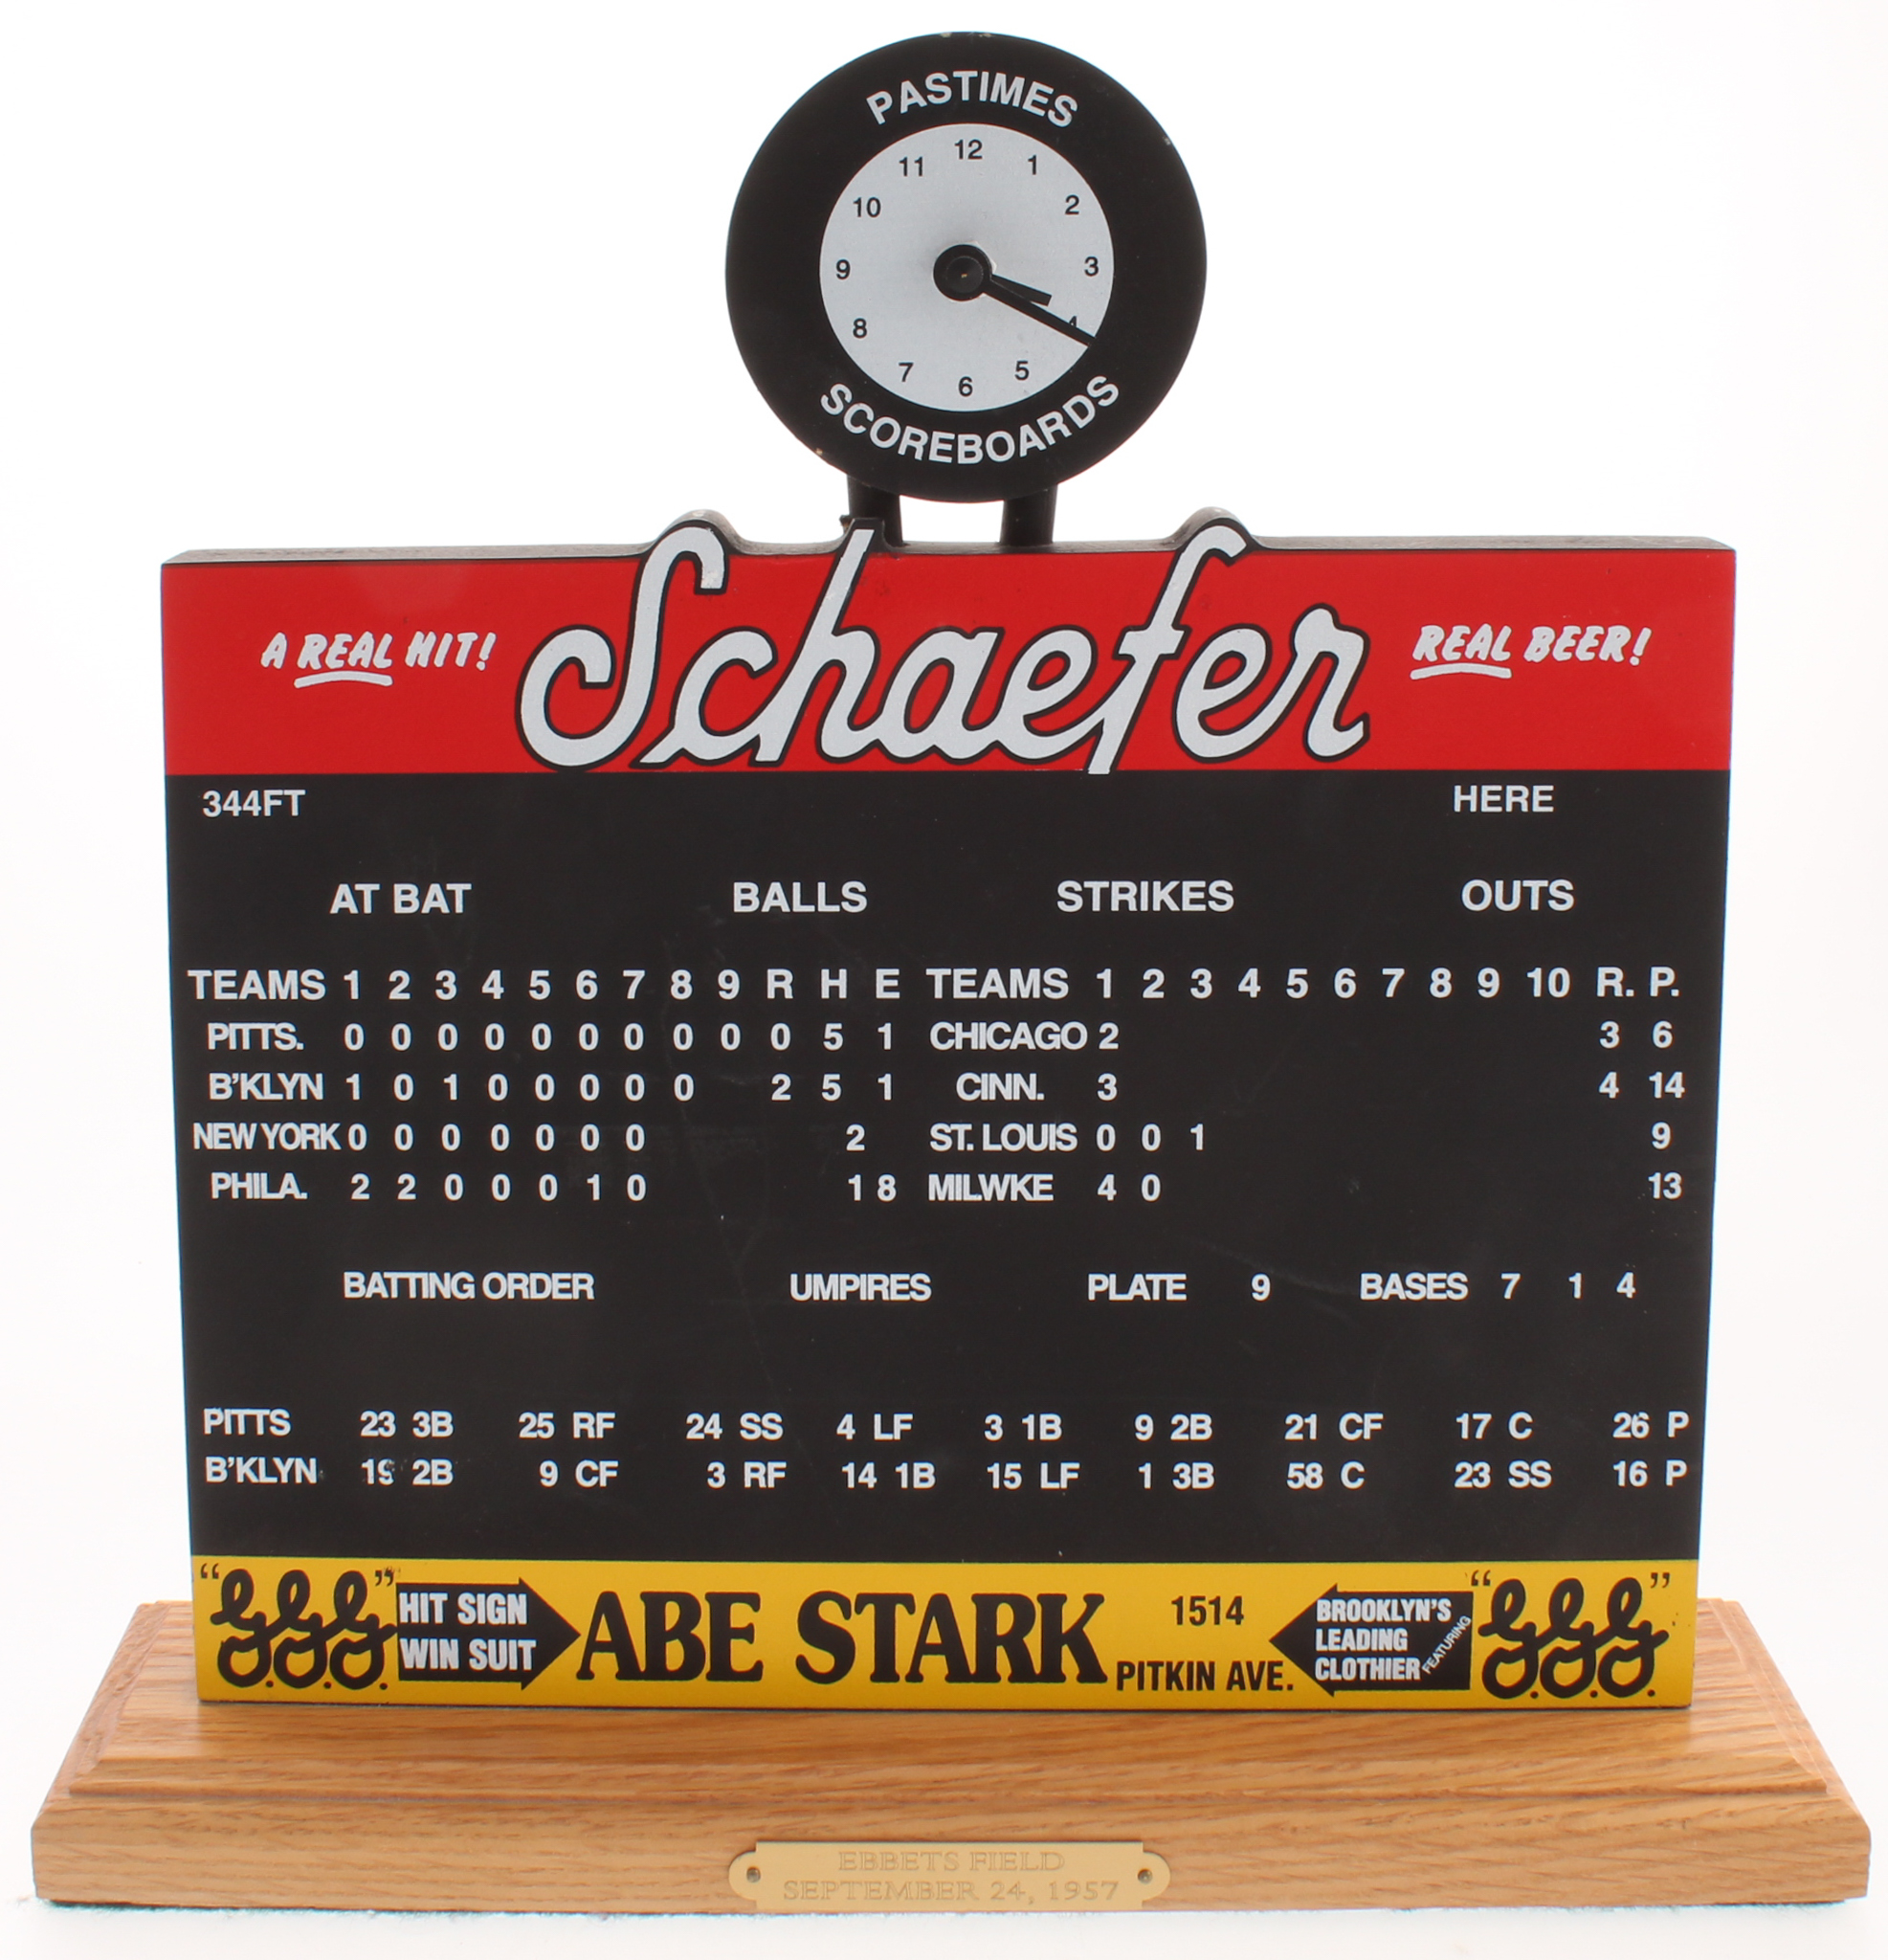 PASTIMES
12
11 1
10 2
9 3
8 4
7 5
6
SCOREBOARDS
A REAL HIT! Schaefer REAL BEER!
344FT HERE
AT BAT BALLS STRIKES OUTS
TEAMS 1 2 3 4 5 6 7 8 9 R H E TEAMS 1 2 3 4 5 6 7 8 9 10 R. P.
PITTS. 0 0 0 0 0 0 0 0 0 0 5 1 CHICAGO 2 3 6
B'KLYN 1 0 1 0 0 0 0 0 2 5 1 CINN. 3 4 14
NEW YORK 0 0 0 0 0 0 0 2 ST. LOUIS 0 0 1 9
PHILA. 2 2 0 0 0 1 0 1 8 MILWKE 4 0 13
BATTING ORDER UMPIRES PLATE 9 BASES 7 1 4
PITTS 23 3B 25 RF 24 SS 4 LF 3 1B 9 2B 21 CF 17 C 26 P
B'KLYN 19 2B 9 CF 3 RF 14 1B 15 LF 1 3B 58 C 23 SS 16 P
"G.G.G." HIT SIGN
WIN SUIT
ABE STARK
1514
PITKIN AVE.
BROOKLYN'S
LEADING
CLOTHIER
FEATURING
"G.G.G."
EBBETS FIELD
SEPTEMBER 24, 1957